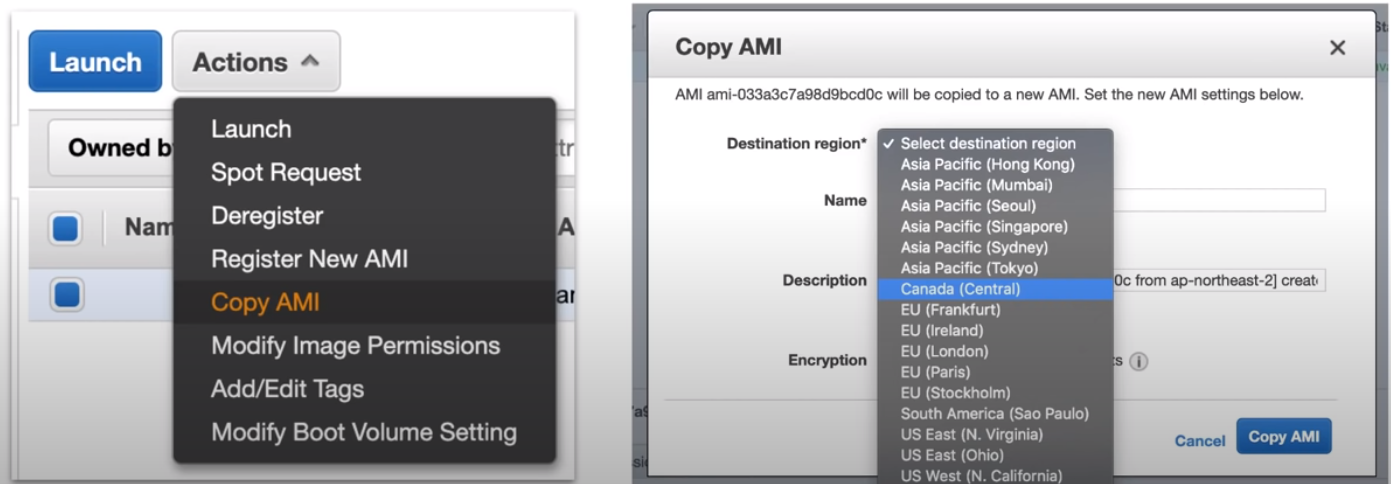 Launch
Actions
Launch
Spot Request
Deregister
Register New AMI
Copy AMI
Modify Image Permissions
Add/Edit Tags
Modify Boot Volume Setting
Owned b
Nam
A
Copy AMI
AMI ami-033a3c7a98d9bcd0c will be copied to a new AMI. Set the new AMI settings below.
Destination region*
✓ Select destination region
Asia Pacific (Hong Kong)
Asia Pacific (Mumbai)
Asia Pacific (Seoul)
Asia Pacific (Singapore)
Asia Pacific (Sydney)
Asia Pacific (Tokyo)
Canada (Central)
EU (Frankfurt)
EU (Ireland)
EU (London)
EU (Paris)
EU (Stockholm)
South America (Sao Paulo)
US East (N. Virginia)
US East (Ohio)
US West (N. California)
Name
Description
0c from ap-northeast-2] create
Encryption
Cancel
Copy AMI